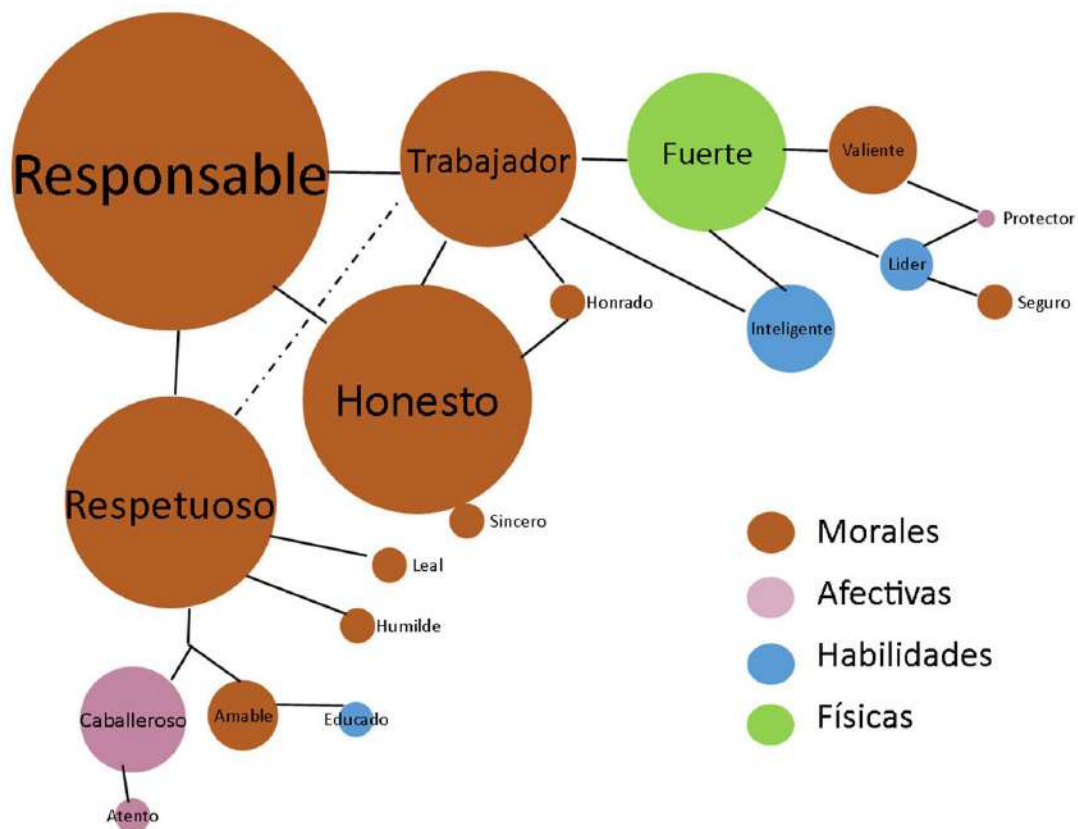 Responsable
Trabajador
Fuerte
Valiente
Protector
Lider
Seguro
Honrado
Inteligente
Honesto
Respetuoso
Sincero
Leal
Humilde
Caballeroso
Amable
Educado
Atento
Morales
Afectivas
Habilidades
Físicas